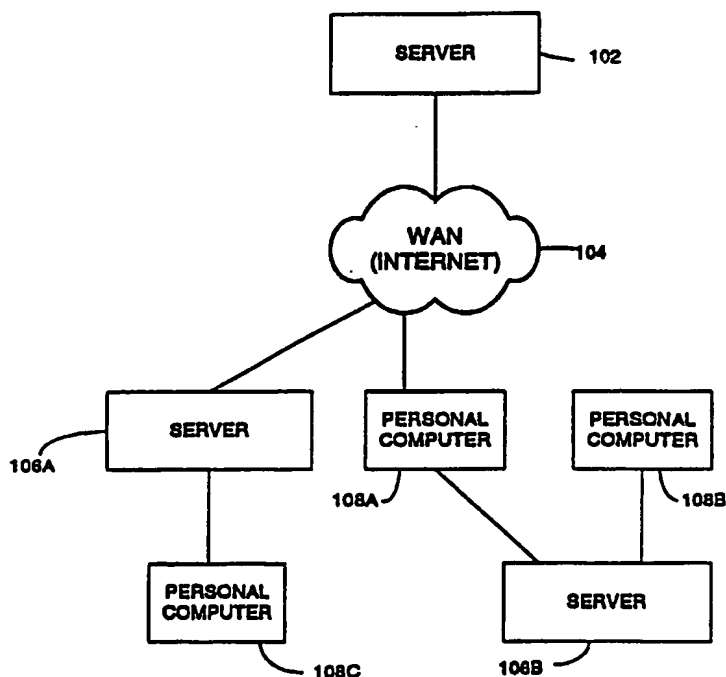 SERVER
102
WAN
(INTERNET)
104
SERVER
106A
PERSONAL
COMPUTER
108A
PERSONAL
COMPUTER
108B
PERSONAL
COMPUTER
108C
SERVER
106B